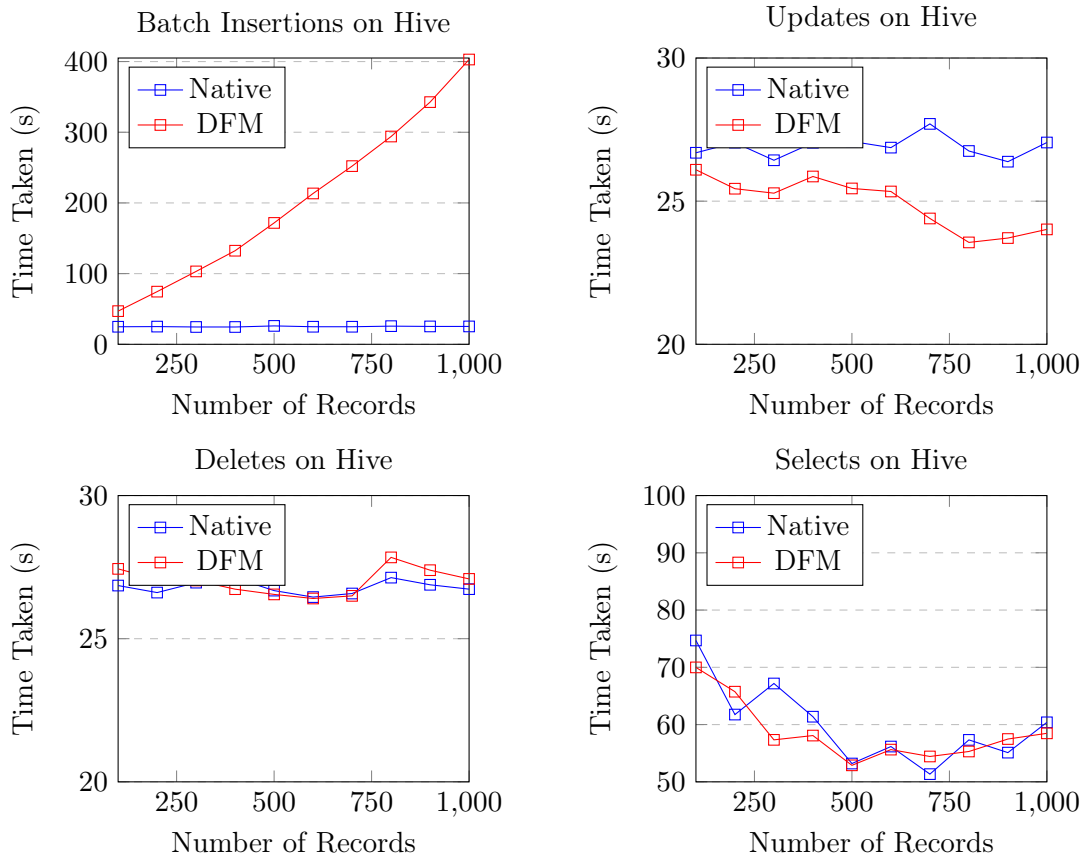 Batch Insertions on Hive
400
300
200
100
0
Time Taken (s)
Native
DFM
250 500 750 1,000
Number of Records
Updates on Hive
30
25
20
Time Taken (s)
Native
DFM
250 500 750 1,000
Number of Records
Deletes on Hive
30
25
20
Time Taken (s)
Native
DFM
250 500 750 1,000
Number of Records
Selects on Hive
100
90
80
70
60
50
Time Taken (s)
Native
DFM
250 500 750 1,000
Number of Records